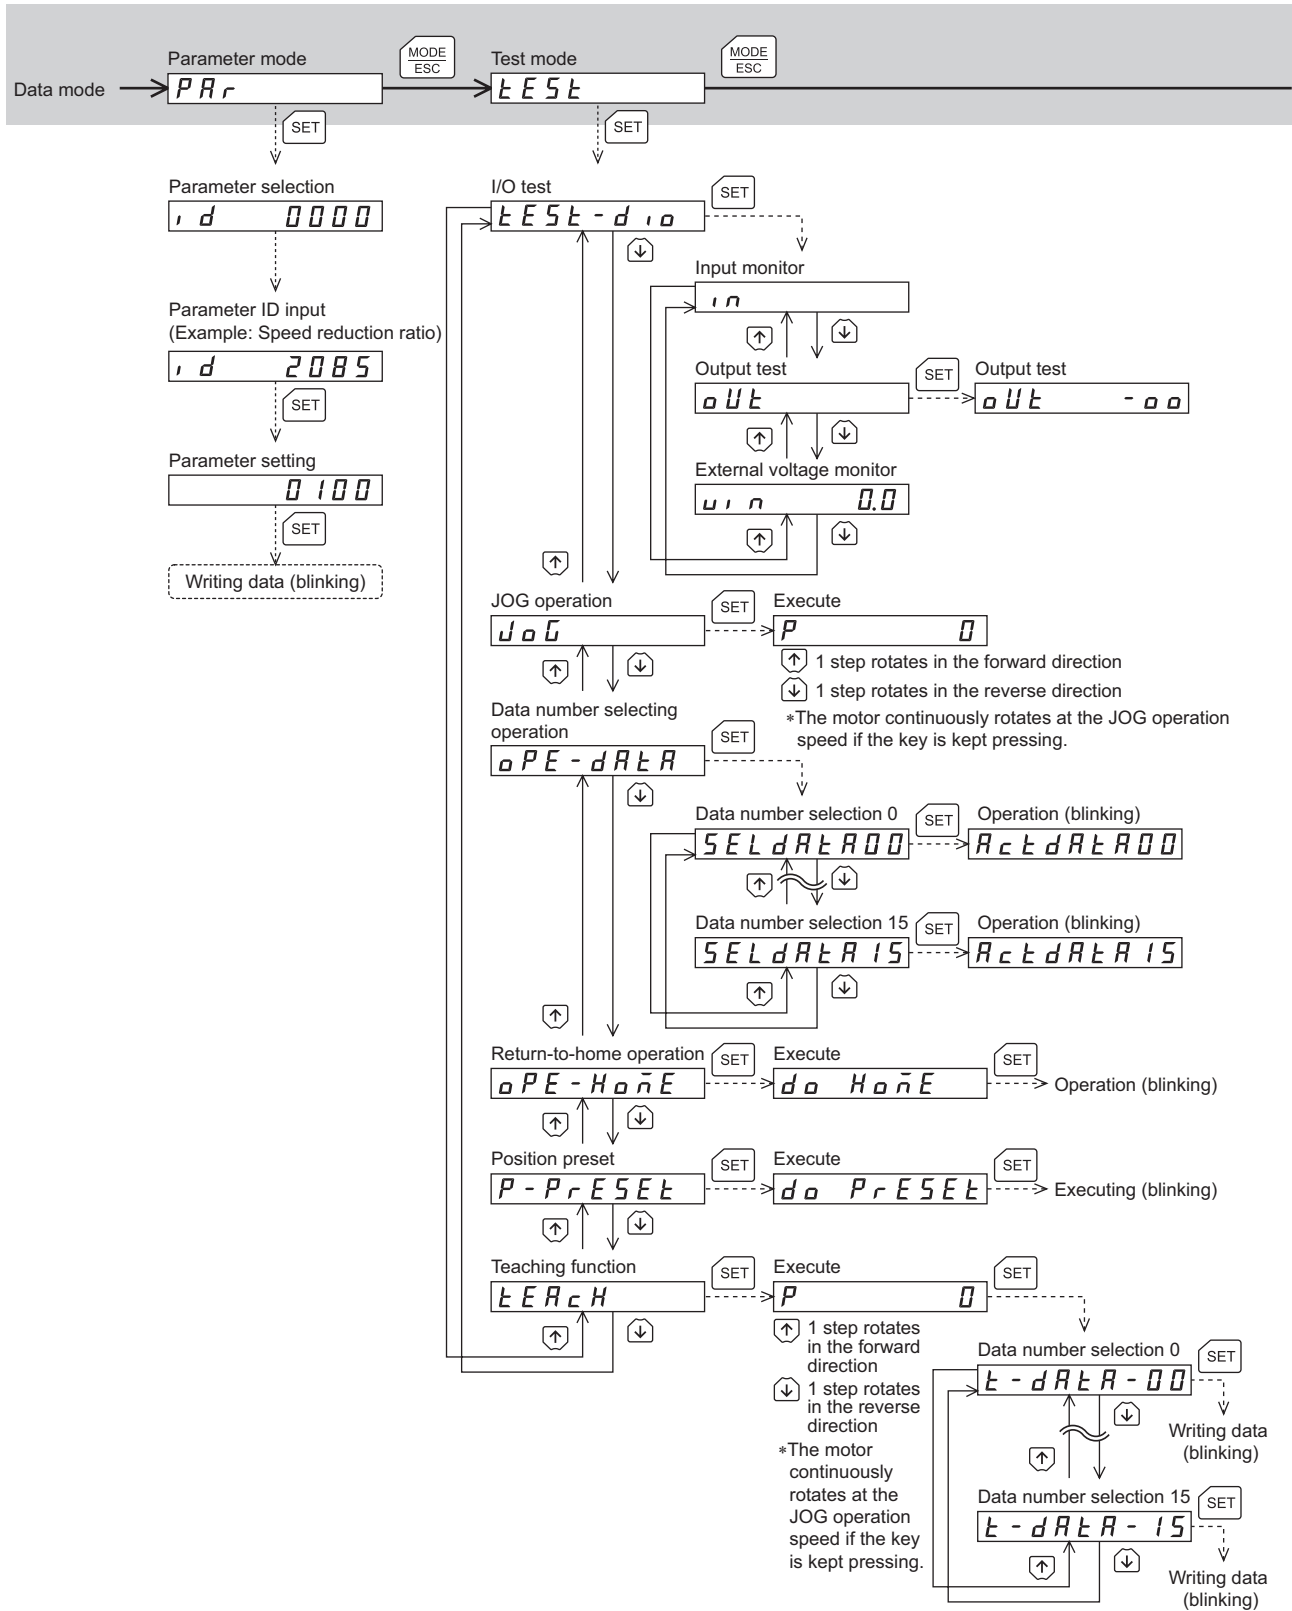 Data mode
Parameter mode
PAr
MODE
ESC
Test mode
tESt
MODE
ESC
SET
SET
Parameter selection
id 0000
Parameter ID input
(Example: Speed reduction ratio)
id 2085
SET
Parameter setting
0100
SET
Writing data (blinking)
I/O test
tESt-dio
SET
Input monitor
in
Output test
oUt
SET
Output test
oUt -oo
External voltage monitor
vin 0.0
JOG operation
JoG
SET
Execute
P 0
↑ 1 step rotates in the forward direction
↓ 1 step rotates in the reverse direction
*The motor continuously rotates at the JOG operation
speed if the key is kept pressing.
Data number selecting
operation
oPE-dAtA
SET
Data number selection 0
SELdAtA00
SET
Operation (blinking)
ActdAtA00
Data number selection 15
SELdAtA15
SET
Operation (blinking)
ActdAtA15
Return-to-home operation
oPE-HomE
SET
Execute
do HomE
SET
Operation (blinking)
Position preset
P-PrESEt
SET
Execute
do PrESEt
SET
Executing (blinking)
Teaching function
tEAcH
SET
Execute
P 0
SET
↑ 1 step rotates
in the forward
direction
↓ 1 step rotates
in the reverse
direction
*The motor
continuously
rotates at the
JOG operation
speed if the key
is kept pressing.
Data number selection 0
t-dAtA-00
SET
Writing data
(blinking)
Data number selection 15
t-dAtA-15
SET
Writing data
(blinking)